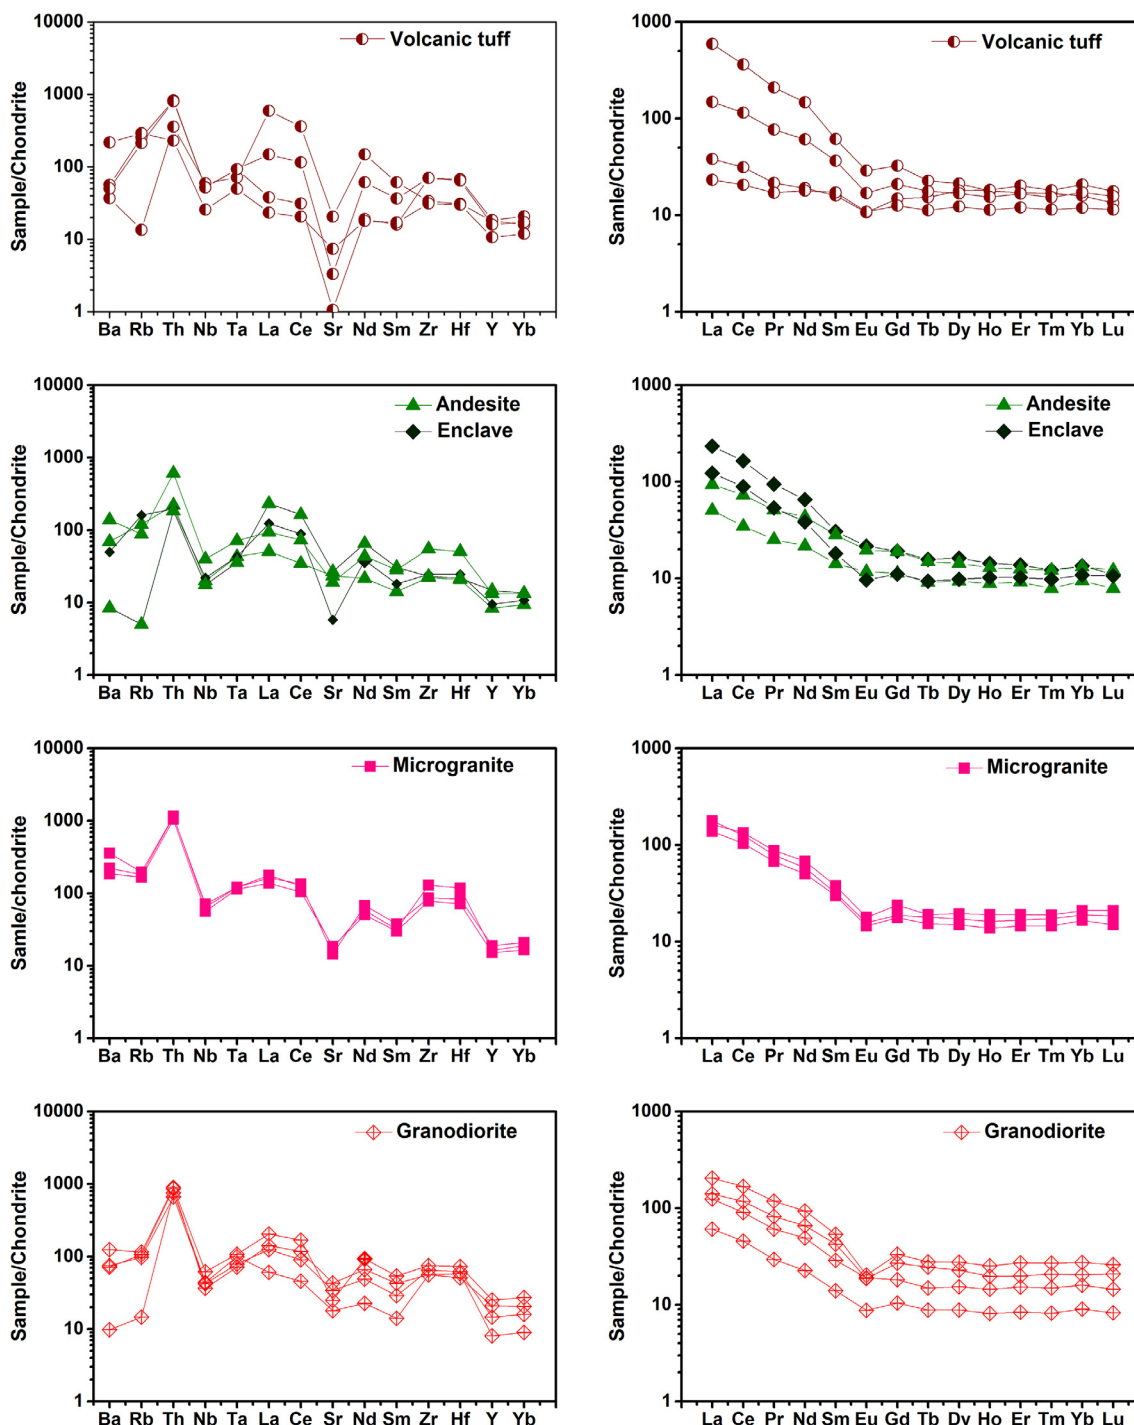 10000
1000
100
10
1
Sample/Chondrite
Volcanic tuff
Ba Rb Th Nb Ta La Ce Sr Nd Sm Zr Hf Y Yb
1000
100
10
1
Samle/Chondrite
Volcanic tuff
La Ce Pr Nd Sm Eu Gd Tb Dy Ho Er Tm Yb Lu
10000
1000
100
10
1
Sample/Chondrite
Andesite
Enclave
Ba Rb Th Nb Ta La Ce Sr Nd Sm Zr Hf Y Yb
1000
100
10
1
Sample/Chondrite
Andesite
Enclave
La Ce Pr Nd Sm Eu Gd Tb Dy Ho Er Tm Yb Lu
10000
1000
100
10
1
Samle/chondrite
Microgranite
Ba Rb Th Nb Ta La Ce Sr Nd Sm Zr Hf Y Yb
1000
100
10
1
Sample/Chondrite
Microgranite
La Ce Pr Nd Sm Eu Gd Tb Dy Ho Er Tm Yb Lu
10000
1000
100
10
1
Sample/Chondrite
Granodiorite
Ba Rb Th Nb Ta La Ce Sr Nd Sm Zr Hf Y Yb
1000
100
10
1
Sample/Chondrite
Granodiorite
La Ce Pr Nd Sm Eu Gd Tb Dy Ho Er Tm Yb Lu